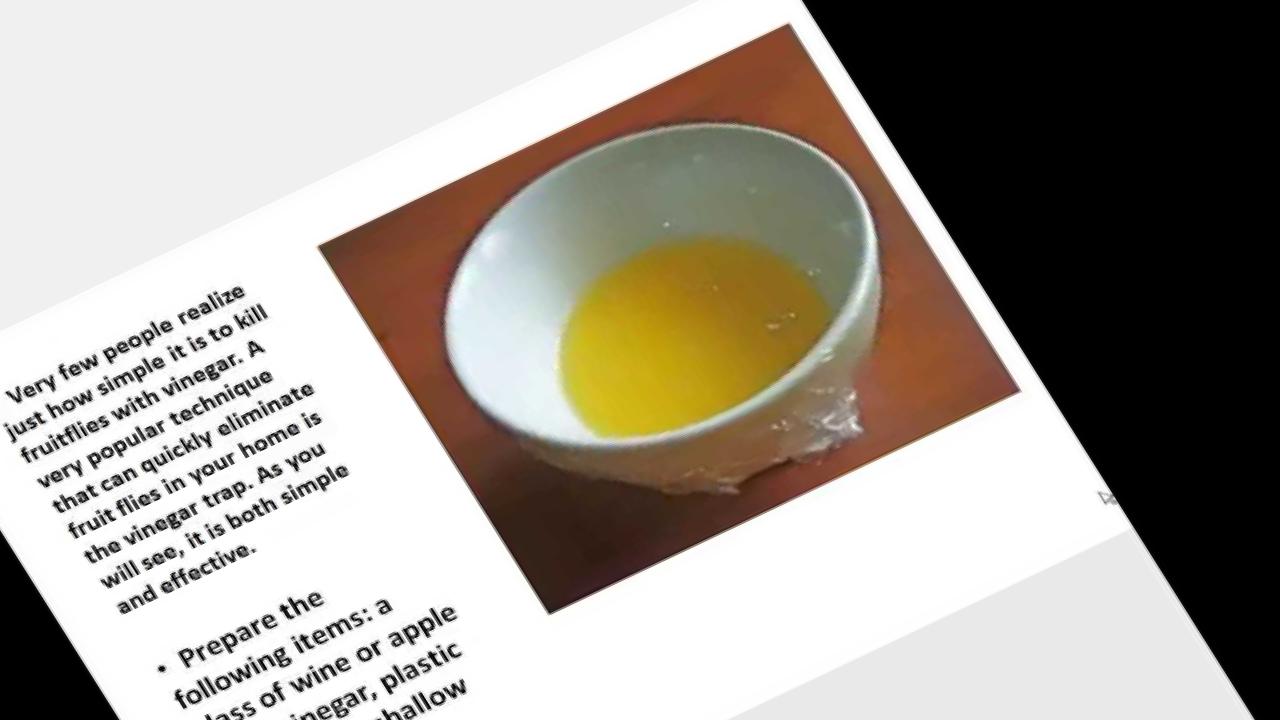 Very few people realize
just how simple it is to kill
fruitflies with vinegar. A
very popular technique
that can quickly eliminate
fruit flies in your home is
the vinegar trap. As you
will see, it is both simple
and effective.
• Prepare the
following items: a
of wine or apple
plastic